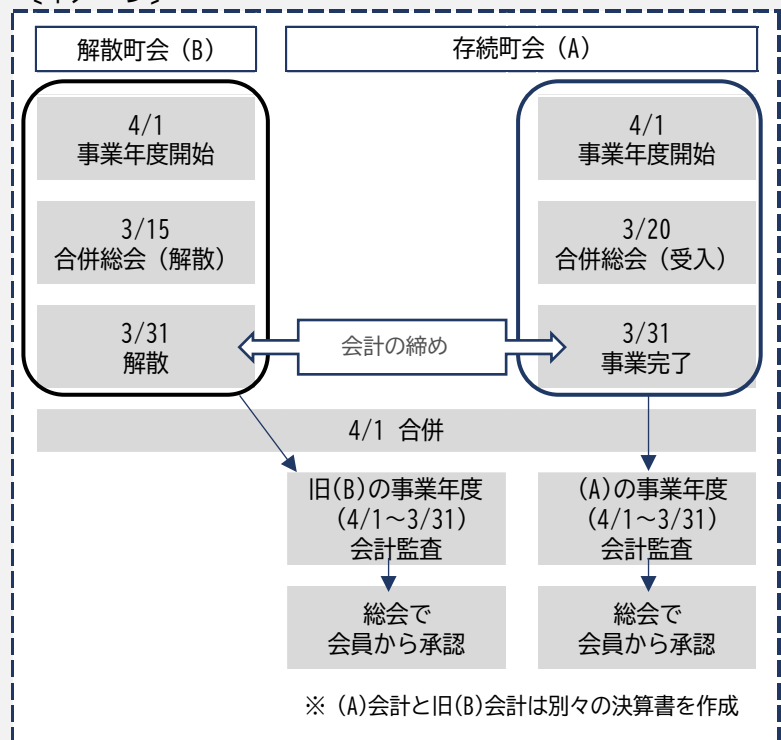 解散町会（B）
存続町会（A）
4/1
事業年度開始
3/15
合併総会（解散）
3/31
解散
会計の締め
4/1
事業年度開始
3/20
合併総会（受入）
3/31
事業完了
4/1 合併
旧(B)の事業年度
(4/1～3/31)
会計監査
総会で
会員から承認
(A)の事業年度
(4/1～3/31)
会計監査
総会で
会員から承認
※ (A)会計と旧(B)会計は別々の決算書を作成